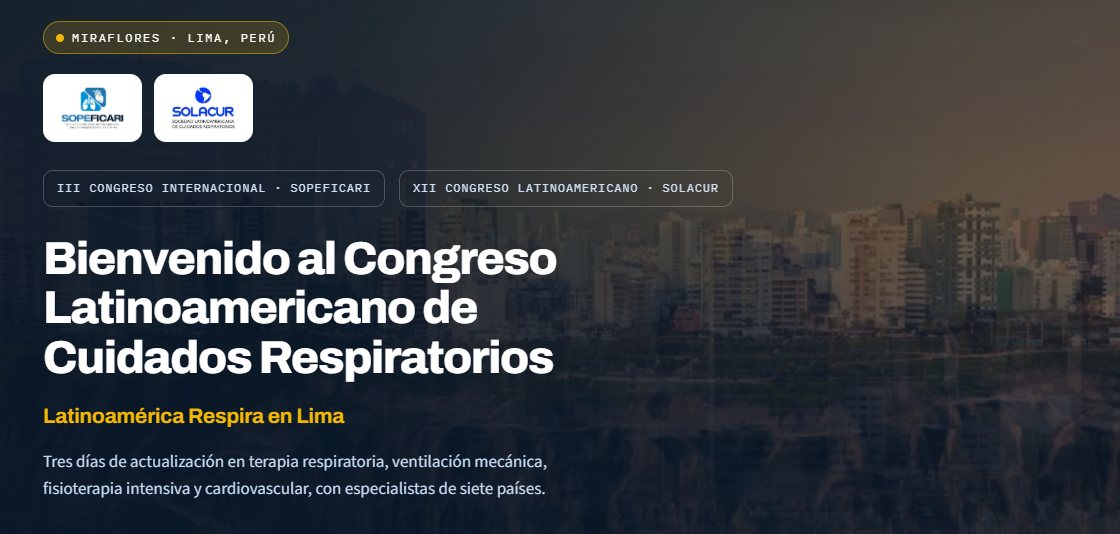 MIRAFLORES · LIMA, PERÚ
SOPEFICARI
SOLACUR
SOCIEDAD LATINOAMERICANA
DE CUIDADOS RESPIRATORIOS
III CONGRESO INTERNACIONAL · SOPEFICARI
XII CONGRESO LATINOAMERICANO · SOLACUR
Bienvenido al Congreso
Latinoamericano de
Cuidados Respiratorios
Latinoamérica Respira en Lima
Tres días de actualización en terapia respiratoria, ventilación mecánica,
fisioterapia intensiva y cardiovascular, con especialistas de siete países.